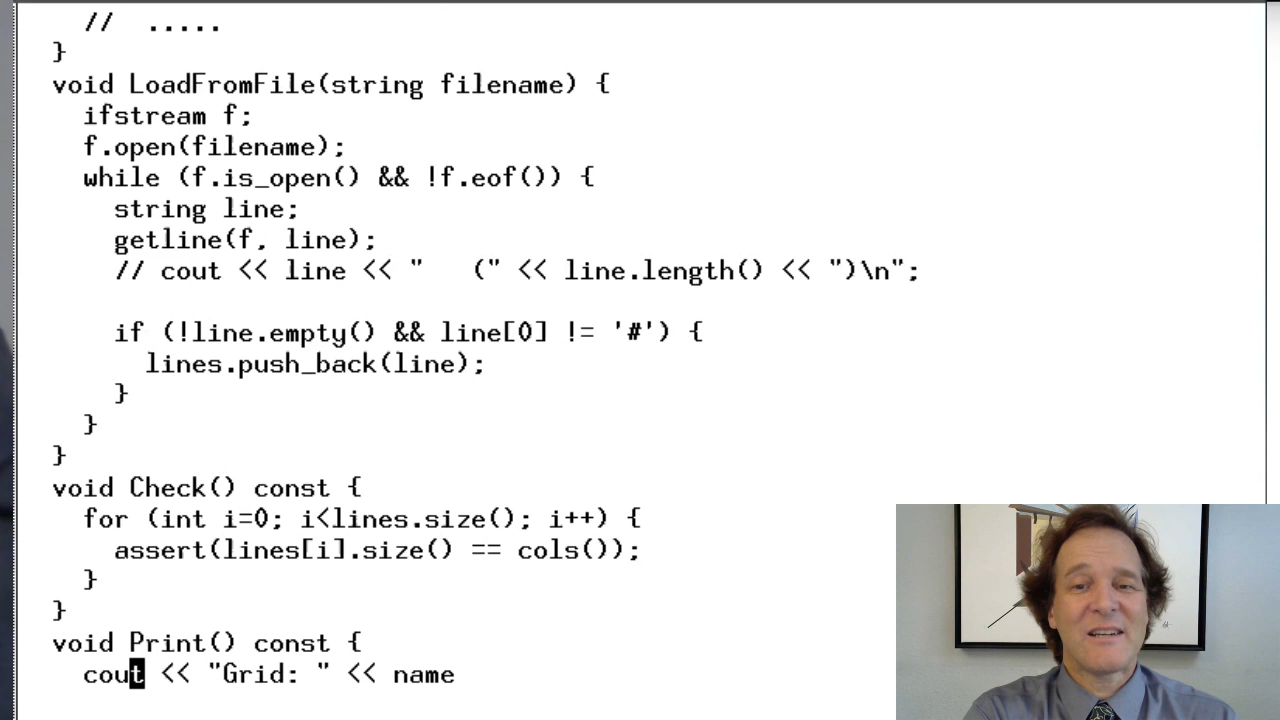 // .....
}
void LoadFromFile(string filename) {
ifstream f;
f.open(filename);
while (f.is_open() && !f.eof()) {
string line;
getline(f, line);
// cout << line << "   (" << line.length() << ")\n";
if (!line.empty() && line[0] != '#') {
lines.push_back(line);
}
}
}
void Check() const {
for (int i=0; i<lines.size(); i++) {
assert(lines[i].size() == cols());
}
}
void Print() const {
cout << "Grid: " << name